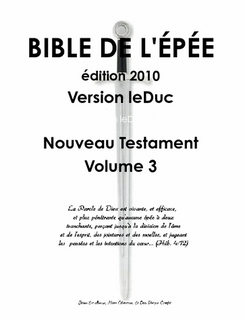 BIBLE DE L'ÉPÉE
édition 2010
Version leDuc
Nouveau Testament
Volume 3
La Parole de Dieu est vivante, et efficace,
et plus pénétrante qu'aucune épée à deux
tranchants, perçant jusqu'à la division de l'âme
et de l'esprit, des jointures et des moelles, et jugeant
les pensées et les intentions du cœur... (Héb. 4:12)